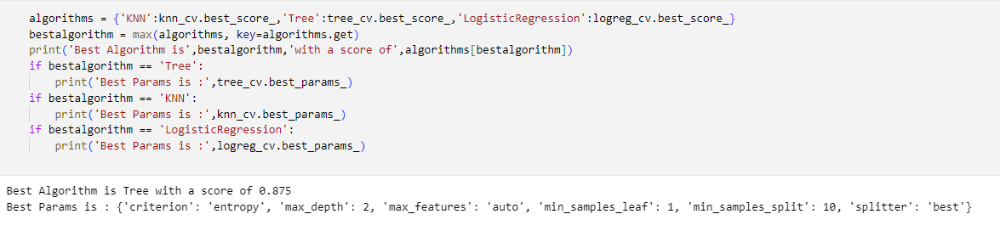 algorithms = {'KNN':knn_cv.best_score_,'Tree':tree_cv.best_score_,'LogisticRegression':logreg_cv.best_score_}
bestalgorithm = max(algorithms, key=algorithms.get)
print('Best Algorithm is',bestalgorithm,'with a score of',algorithms[bestalgorithm])
if bestalgorithm == 'Tree':
    print('Best Params is :',tree_cv.best_params_)
if bestalgorithm == 'KNN':
    print('Best Params is :',knn_cv.best_params_)
if bestalgorithm == 'LogisticRegression':
    print('Best Params is :',logreg_cv.best_params_)
Best Algorithm is Tree with a score of 0.875
Best Params is : {'criterion': 'entropy', 'max_depth': 2, 'max_features': 'auto', 'min_samples_leaf': 1, 'min_samples_split': 10, 'splitter': 'best'}